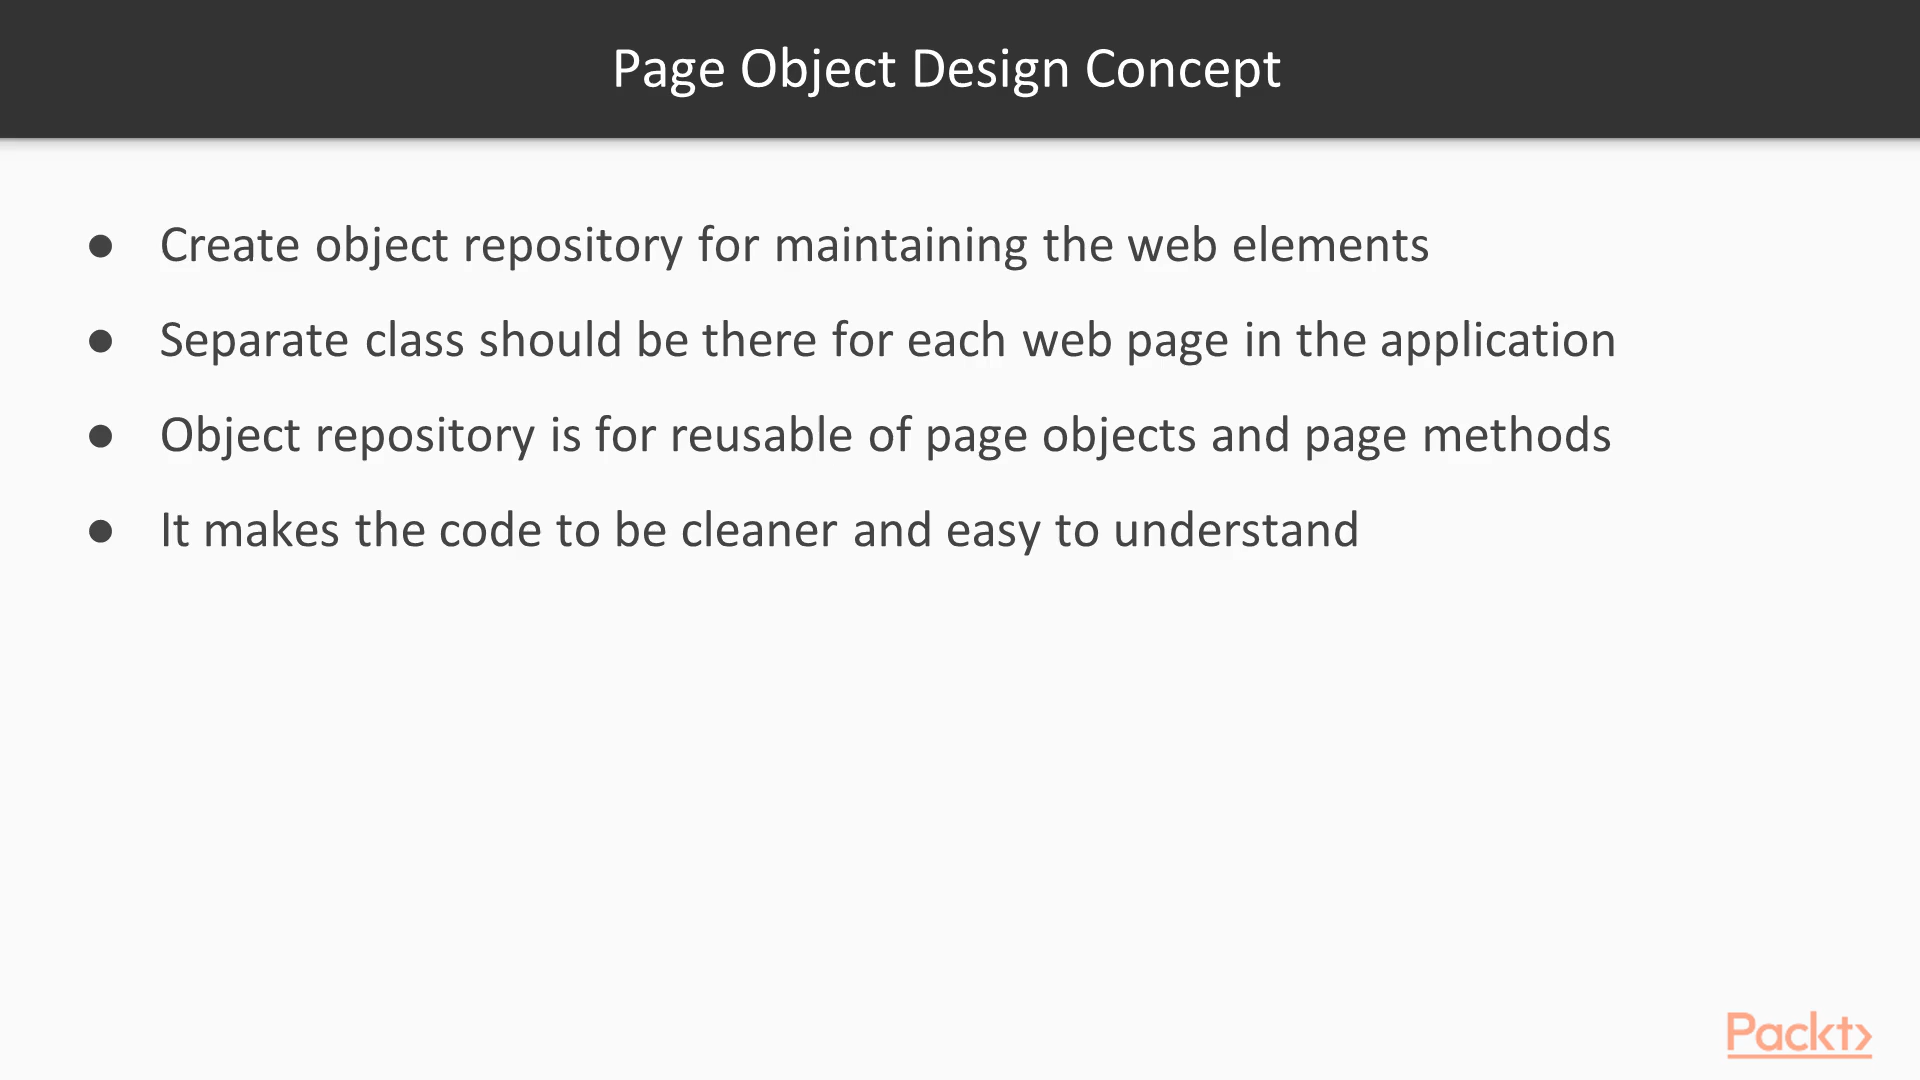 Page Object Design Concept
● Create object repository for maintaining the web elements
● Separate class should be there for each web page in the application
● Object repository is for reusable of page objects and page methods
● It makes the code to be cleaner and easy to understand
Packt>